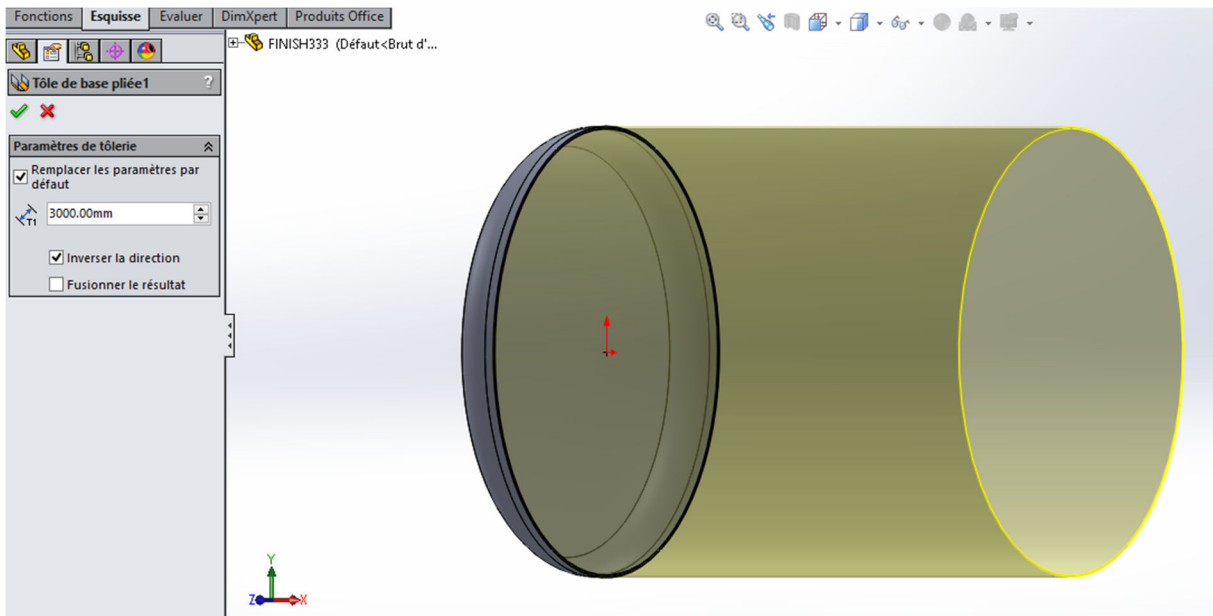 Fonctions Esquisse Evaluer DimXpert Produits Office
FINISH333 (Défaut<Brut d'...
Tôle de base pliée1 ?
Paramètres de tôlerie
Remplacer les paramètres par
défaut
T1 3000.00mm
Inverser la direction
Fusionner le résultat
Y
Z X